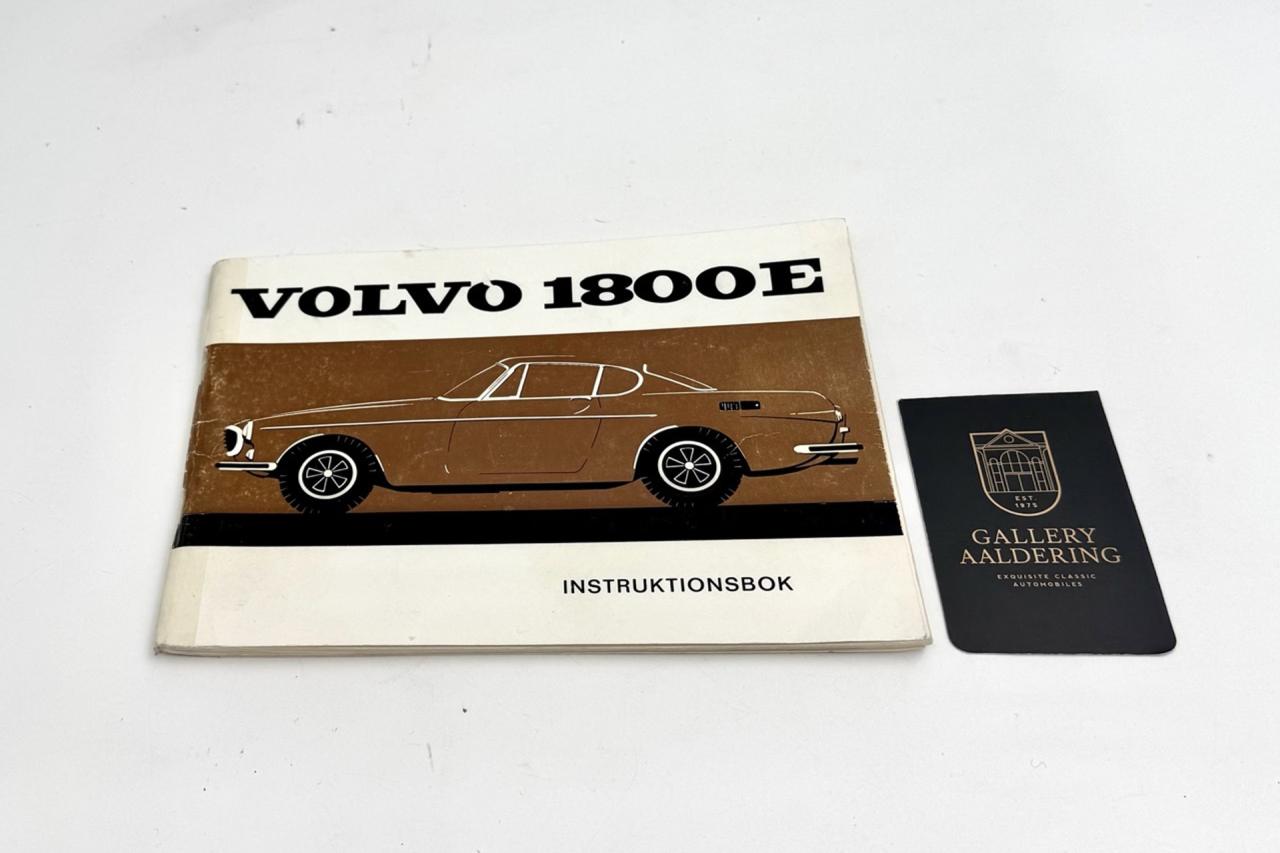 VOLVO 1800E
INSTRUKTIONSBOK
EST.
1975
GALLERY
AALDERING
EXQUISITE CLASSIC
AUTOMOBILES